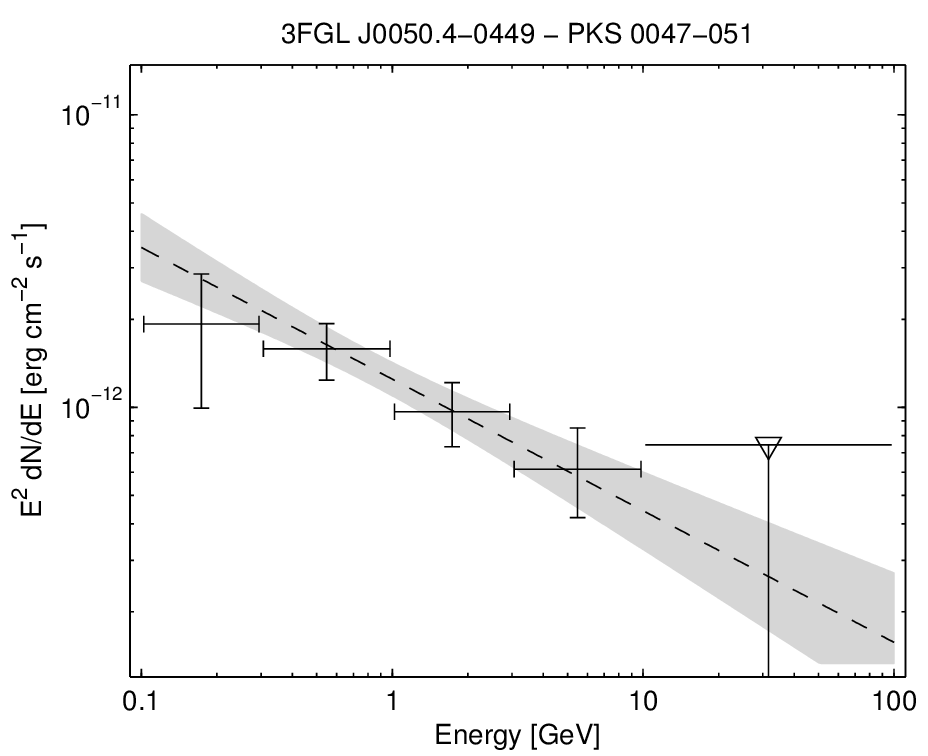 3FGL J0050.4−0449 − PKS 0047−051
10⁻¹¹
10⁻¹²
E² dN/dE [erg cm⁻² s⁻¹]
0.1 1 10 100
Energy [GeV]